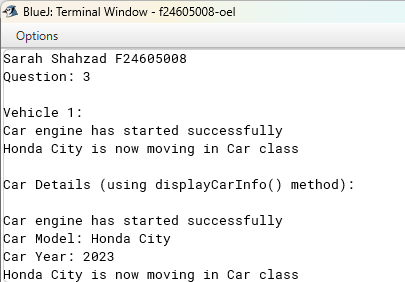 BlueJ: Terminal Window - f24605008-oel
Options
Sarah Shahzad F24605008
Question: 3
Vehicle 1:
Car engine has started successfully
Honda City is now moving in Car class
Car Details (using displayCarInfo() method):
Car engine has started successfully
Car Model: Honda City
Car Year: 2023
Honda City is now moving in Car class